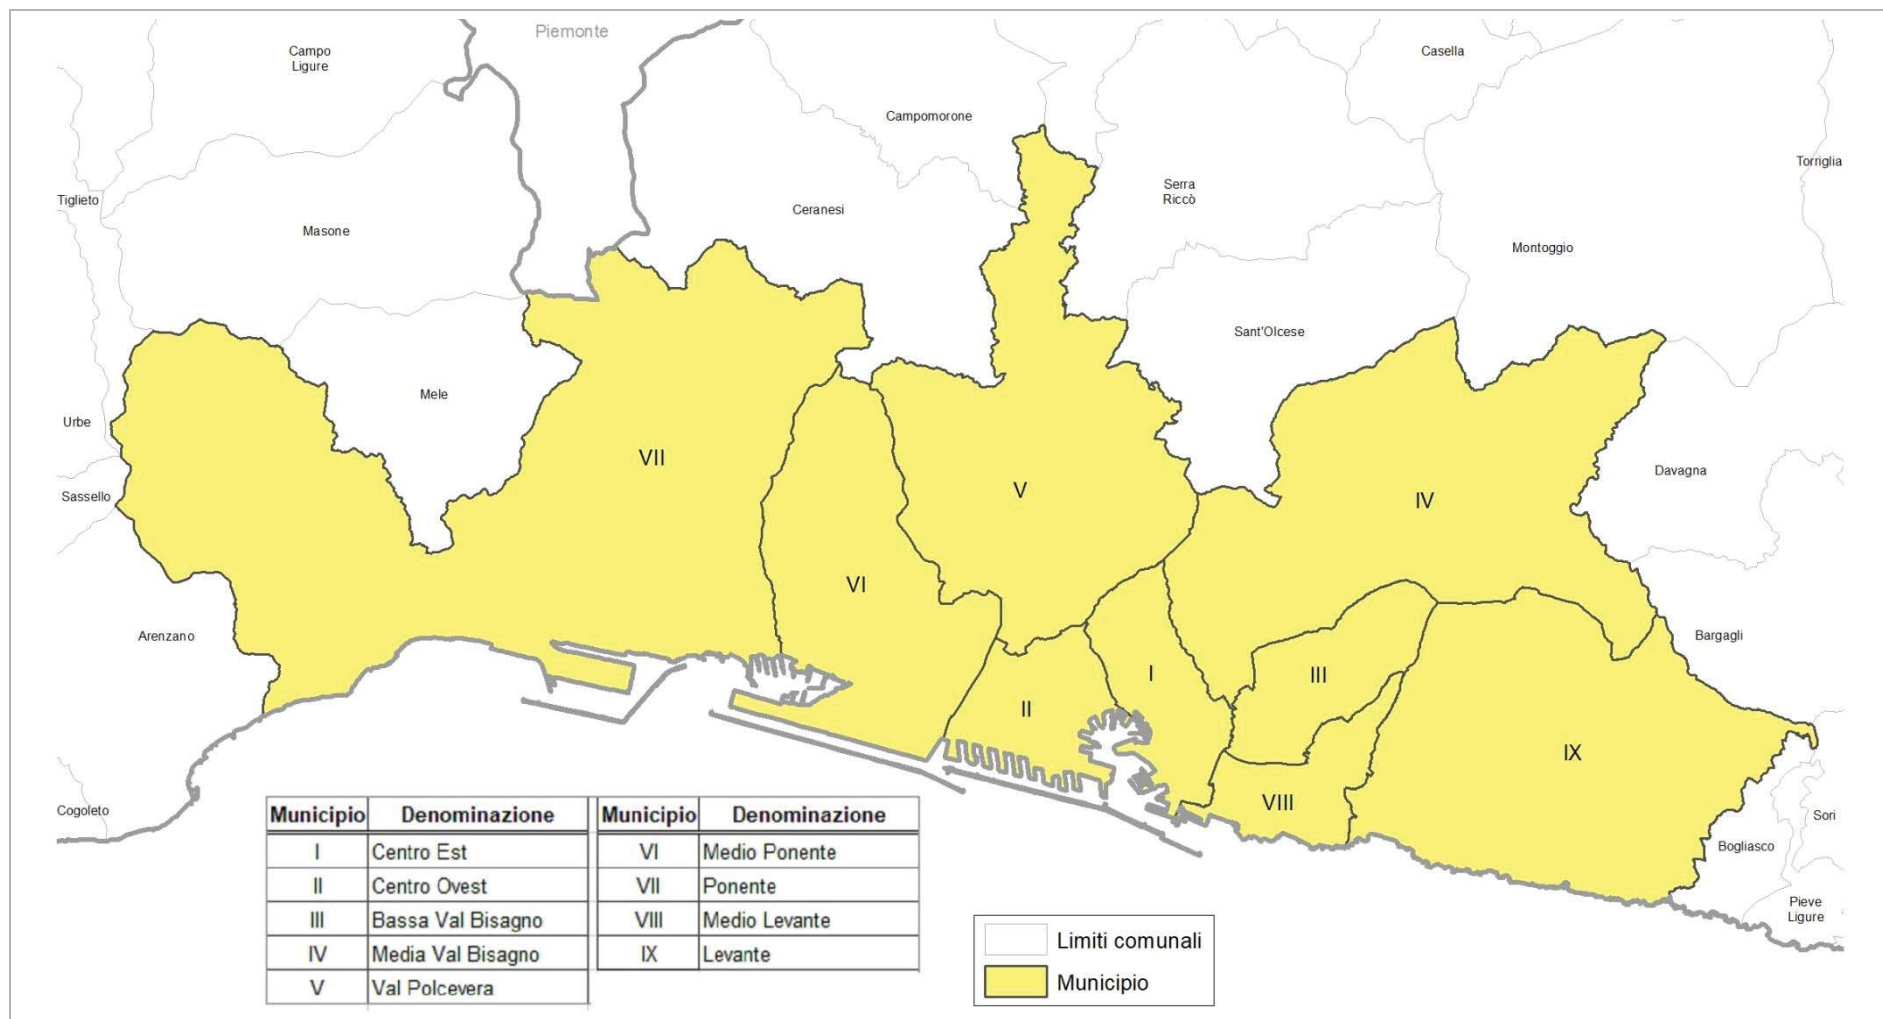 Piemonte
Campo
Ligure
Casella
Campomorone
Torriglia
Serra
Riccò
Tiglieto
Ceranesi
Masone
Montoggio
Sant'Olcese
Mele
Urbe
VII
Davagna
V
Sassello
IV
VI
Arenzano
Bargagli
III
I
II
IX
VIII
Cogoleto
Sori
Bogliasco
Pieve
Ligure
Municipio Denominazione Municipio Denominazione
I Centro Est VI Medio Ponente
II Centro Ovest VII Ponente
III Bassa Val Bisagno VIII Medio Levante
IV Media Val Bisagno IX Levante
V Val Polcevera
Limiti comunali
Municipio